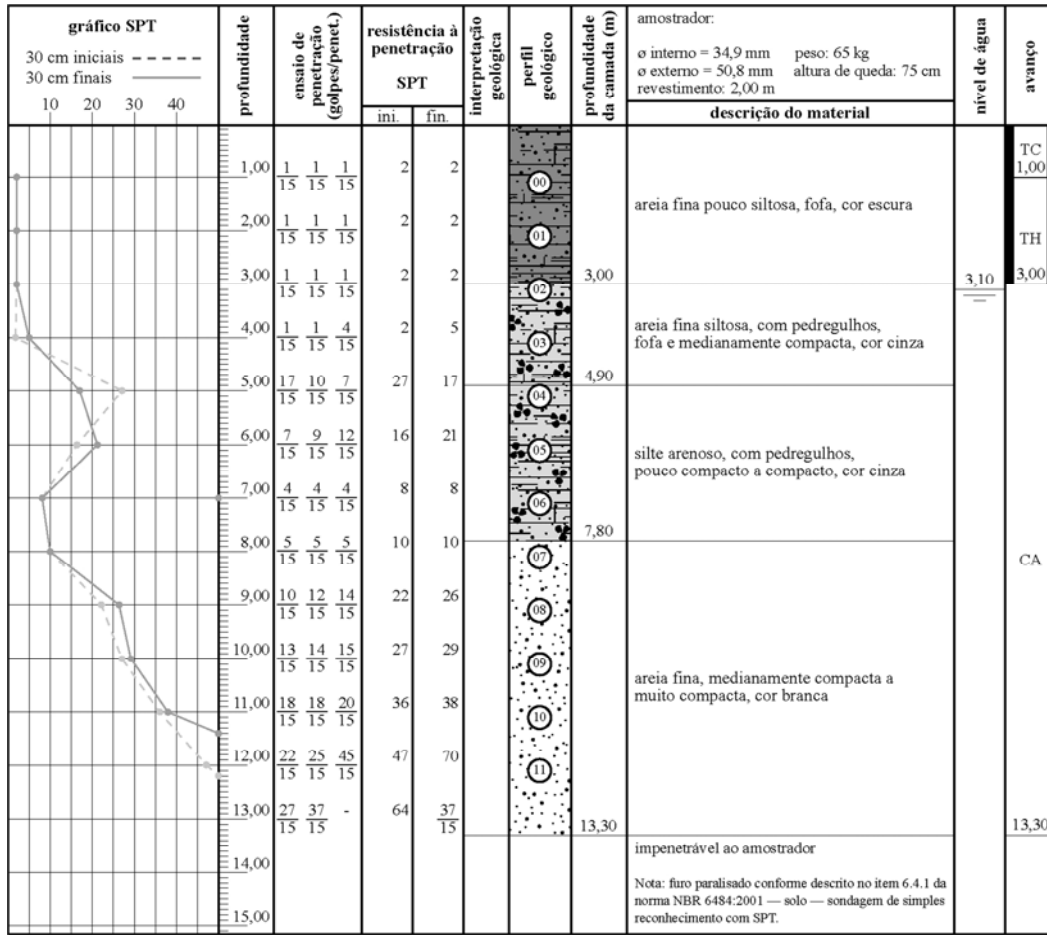 gráfico SPT
30 cm iniciais
30 cm finais
10 20 30 40
profundidade
ensaio de penetração (golpes/penet.)
resistência à penetração
SPT
ini. fin.
interpretação geológica
perfil geológico
profundidade da camada (m)
amostrador:
ø interno = 34,9 mm peso: 65 kg
ø externo = 50,8 mm altura de queda: 75 cm
revestimento: 2,00 m
descrição do material
nível de água
avanço
1,00 1/15 1/15 1/15 2 2
2,00 1/15 1/15 1/15 2 2
3,00 1/15 1/15 1/15 2 2
4,00 1/15 1/15 4/15 2 5
5,00 17/15 10/15 7/15 27 17
6,00 7/15 9/15 12/15 16 21
7,00 4/15 4/15 4/15 8 8
8,00 5/15 5/15 5/15 10 10
9,00 10/15 12/15 14/15 22 26
10,00 13/15 14/15 15/15 27 29
11,00 18/15 18/15 20/15 36 38
12,00 22/15 25/15 45/15 47 70
13,00 27/15 37/15 - 64 37/15
14,00
15,00
00
01
02
03
04
05
06
07
08
09
10
11
3,00
4,90
7,80
13,30
areia fina pouco siltosa, fofa, cor escura
areia fina siltosa, com pedregulhos,
fofa e medianamente compacta, cor cinza
silte arenoso, com pedregulhos,
pouco compacto a compacto, cor cinza
areia fina, medianamente compacta a
muito compacta, cor branca
impenetrável ao amostrador
Nota: furo paralisado conforme descrito no item 6.4.1 da
norma NBR 6484:2001 — solo — sondagem de simples
reconhecimento com SPT.
3,10
TC
1,00
TH
3,00
CA
13,30